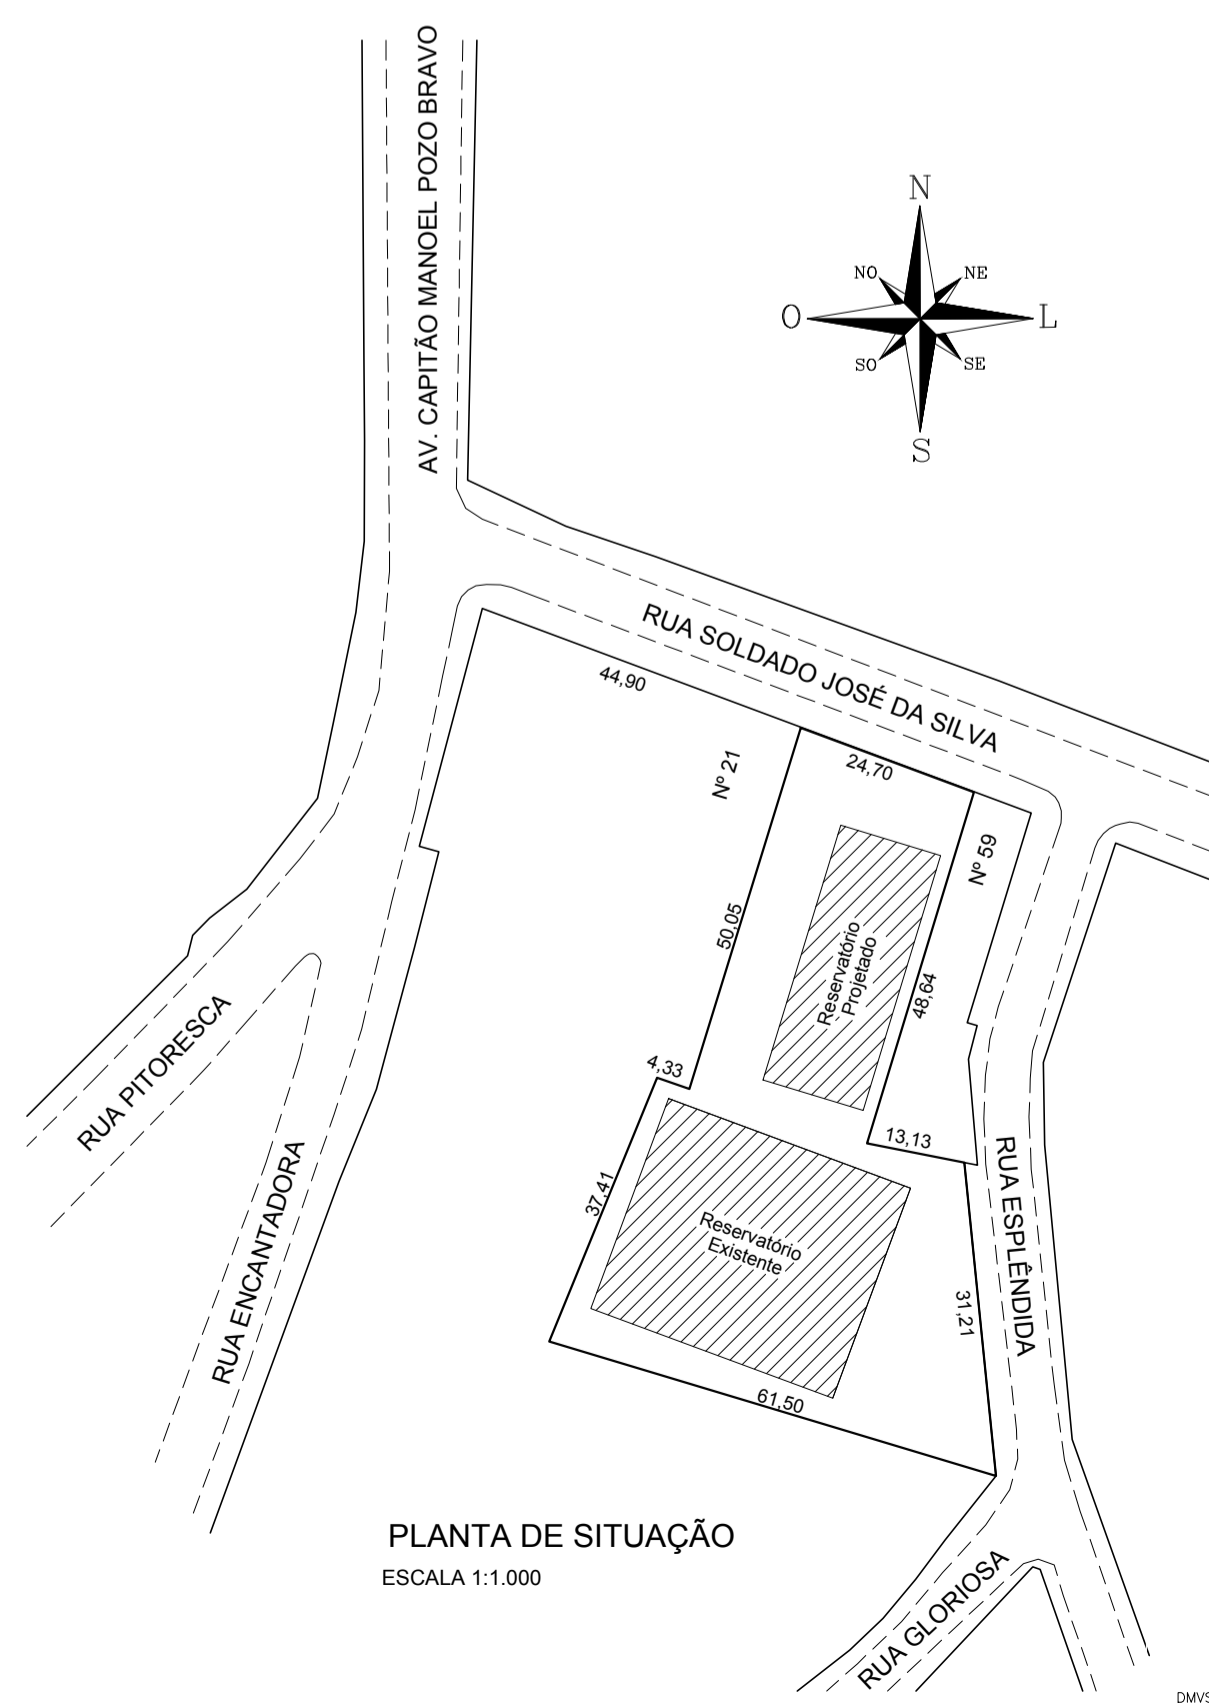 AV. CAPITÃO MANOEL POZO BRAVO
N
NO
NE
O
L
SO
SE
S
RUA SOLDADO JOSÉ DA SILVA
44,90
24,70
Nº 21
Nº 59
50,05
Reservatório
Projetado
48,64
RUA PITORESCA
4,33
13,13
RUA ENCANTADORA
37,41
Reservatório
Existente
RUA ESPLÊNDIDA
31,21
61,50
PLANTA DE SITUAÇÃO
ESCALA 1:1.000
RUA GLORIOSA
DMVS